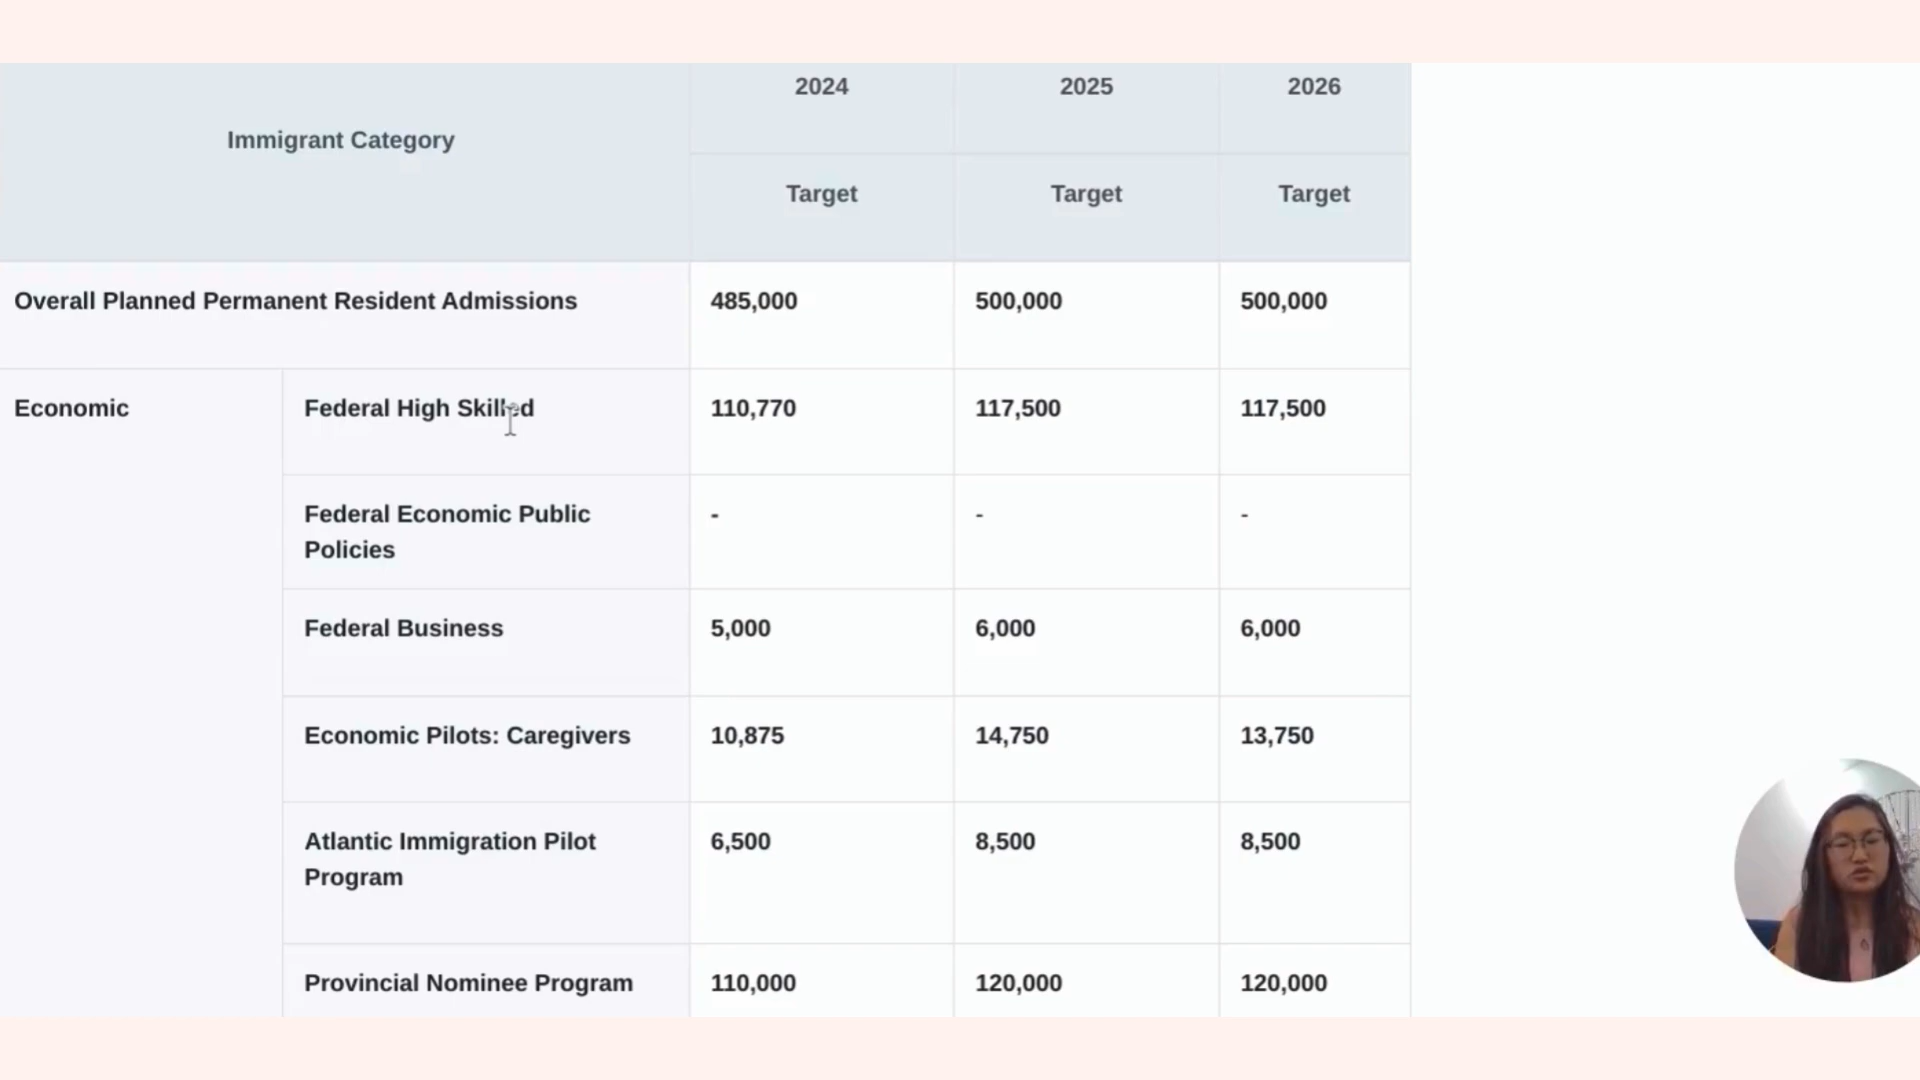 2024 2025 2026
Immigrant Category
Target Target Target
Overall Planned Permanent Resident Admissions 485,000 500,000 500,000
Economic Federal High Skilled 110,770 117,500 117,500
Federal Economic Public - - -
Policies
Federal Business 5,000 6,000 6,000
Economic Pilots: Caregivers 10,875 14,750 13,750
Atlantic Immigration Pilot 6,500 8,500 8,500
Program
Provincial Nominee Program 110,000 120,000 120,000